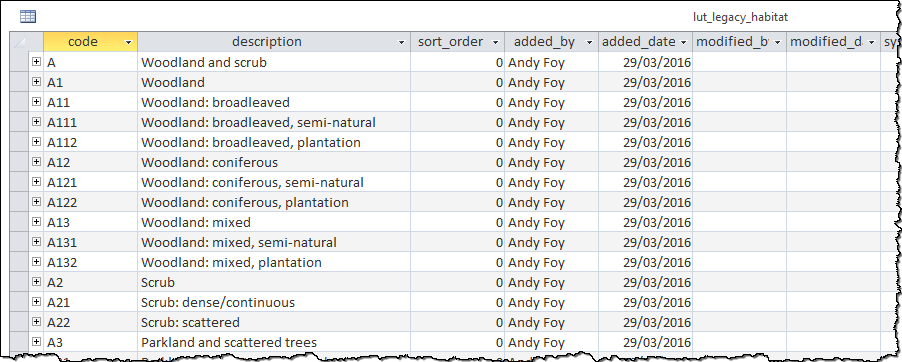 lut_legacy_habitat
code description sort_order added_by added_date modified_b modified_d sy
A Woodland and scrub 0 Andy Foy 29/03/2016
A1 Woodland 0 Andy Foy 29/03/2016
A11 Woodland: broadleaved 0 Andy Foy 29/03/2016
A111 Woodland: broadleaved, semi-natural 0 Andy Foy 29/03/2016
A112 Woodland: broadleaved, plantation 0 Andy Foy 29/03/2016
A12 Woodland: coniferous 0 Andy Foy 29/03/2016
A121 Woodland: coniferous, semi-natural 0 Andy Foy 29/03/2016
A122 Woodland: coniferous, plantation 0 Andy Foy 29/03/2016
A13 Woodland: mixed 0 Andy Foy 29/03/2016
A131 Woodland: mixed, semi-natural 0 Andy Foy 29/03/2016
A132 Woodland: mixed, plantation 0 Andy Foy 29/03/2016
A2 Scrub 0 Andy Foy 29/03/2016
A21 Scrub: dense/continuous 0 Andy Foy 29/03/2016
A22 Scrub: scattered 0 Andy Foy 29/03/2016
A3 Parkland and scattered trees 0 Andy Foy 29/03/2016